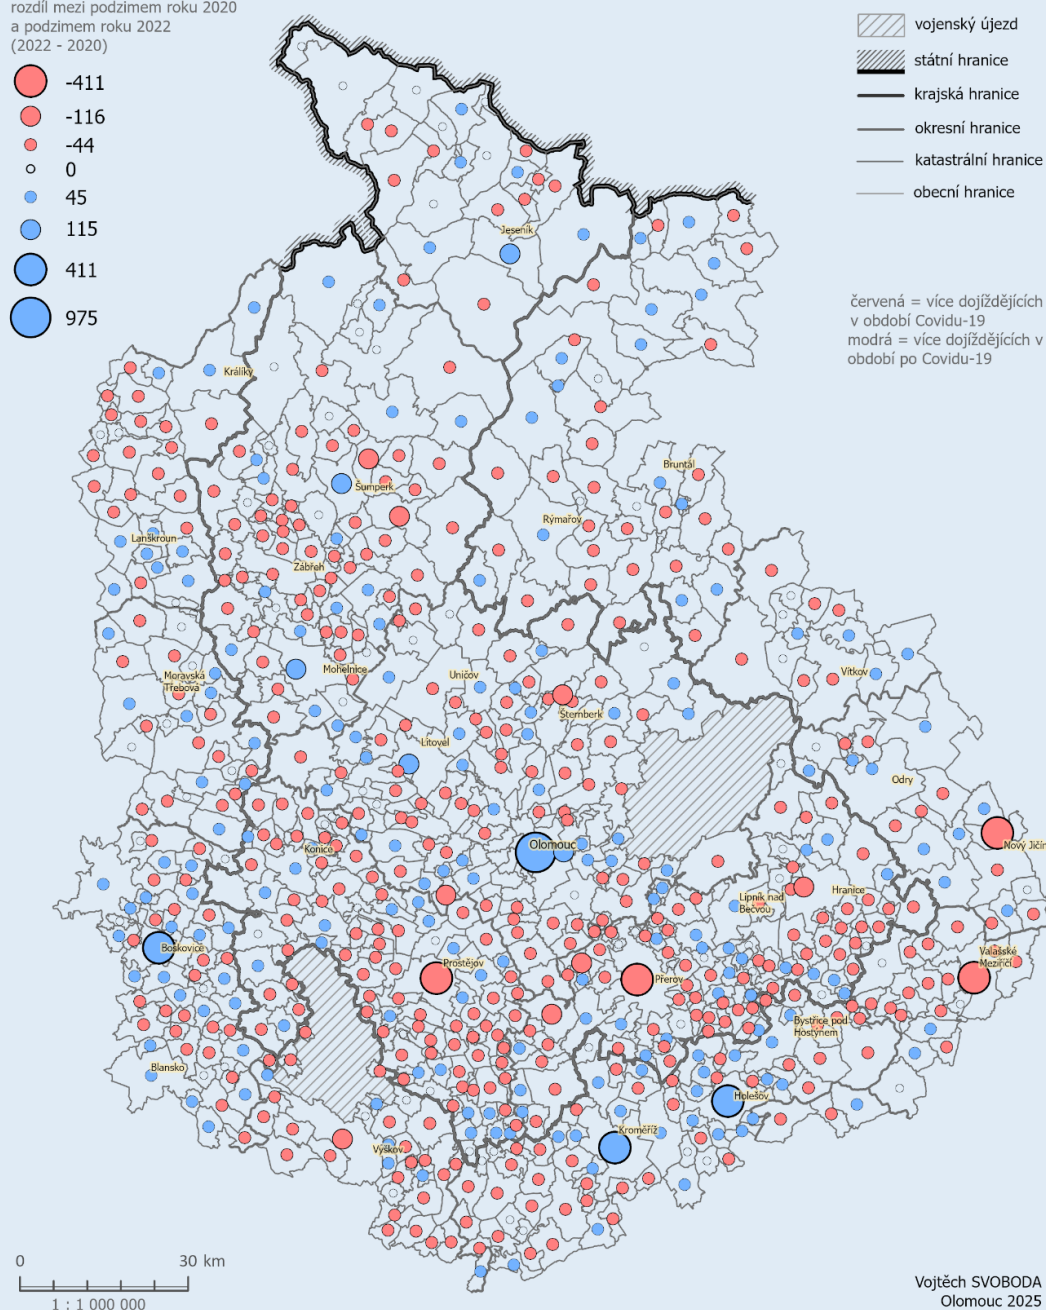 rozdíl mezi podzimem roku 2020
a podzimem roku 2022
(2022 - 2020)
-411
-116
-44
0
45
115
411
975
vojenský újezd
státní hranice
krajská hranice
okresní hranice
katastrální hranice
obecní hranice
červená = více dojíždějících
v období Covidu-19
modrá = více dojíždějících v
období po Covidu-19
Jeseník
Králíky
Bruntál
Šumperk
Rýmařov
Lanškroun
Zábřeh
Mohelnice
Uničov
Vítkov
Moravská
Třebová
Šternberk
Litovel
Odry
Konice
Olomouc
Nový Jičín
Hranice
Lipník nad
Bečvou
Boskovice
Prostějov
Přerov
Valašské
Meziříčí
Bystřice pod
Hostýnem
Blansko
Holešov
Kroměříž
Vyškov
0 30 km
1 : 1 000 000
Vojtěch SVOBODA
Olomouc 2025